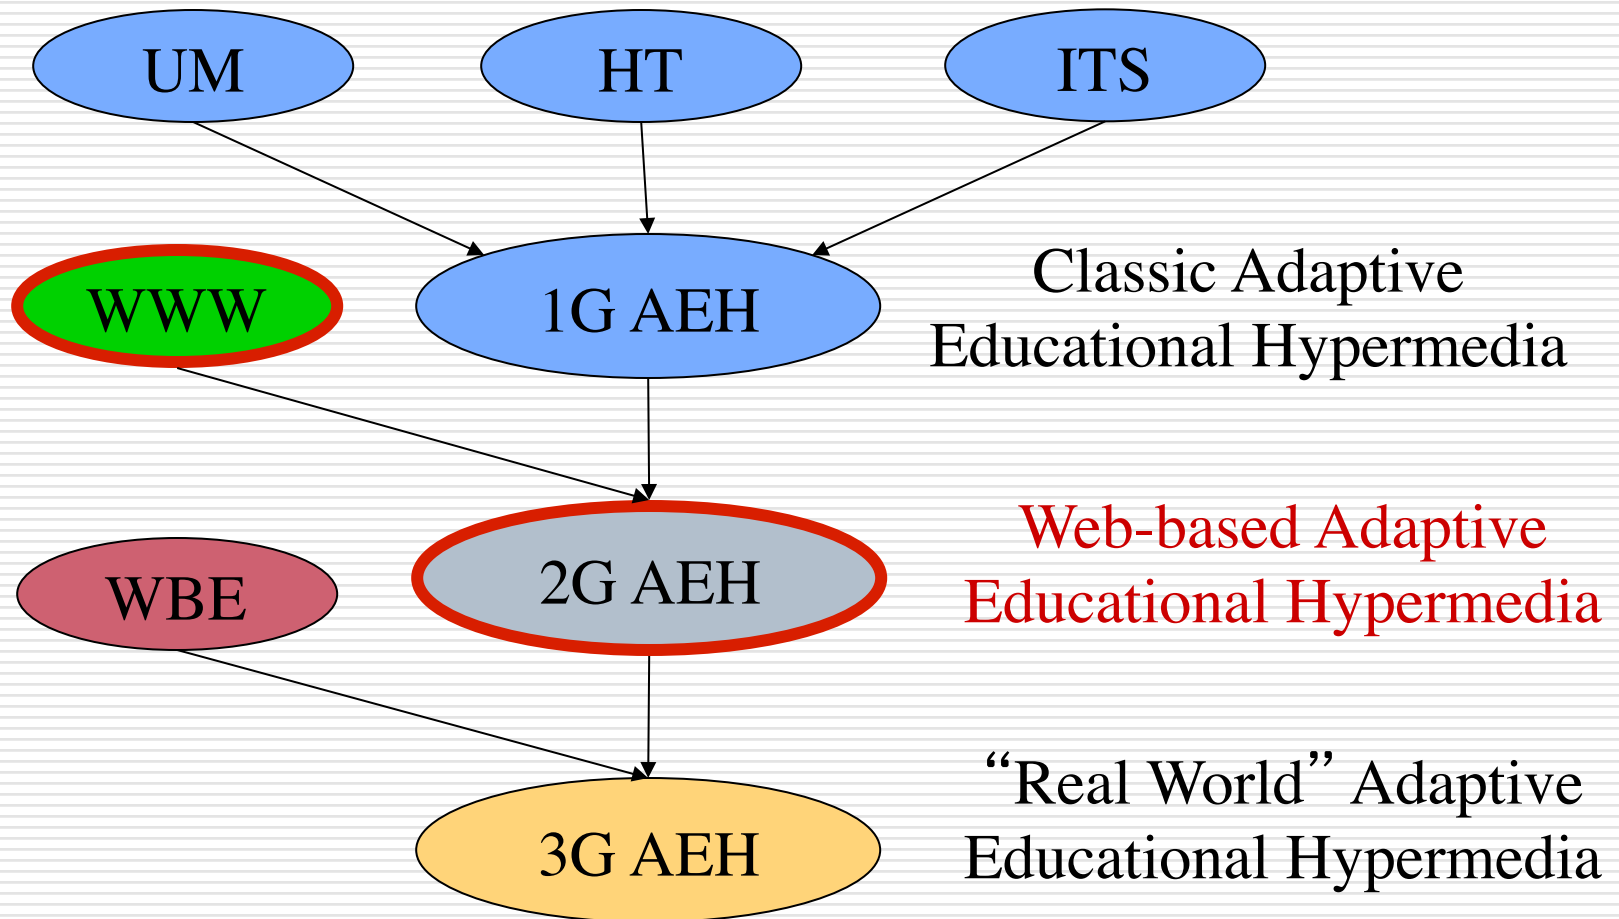 UM
HT
ITS
WWW
1G AEH
Classic Adaptive
Educational Hypermedia
WBE
2G AEH
Web-based Adaptive
Educational Hypermedia
3G AEH
“Real World” Adaptive
Educational Hypermedia